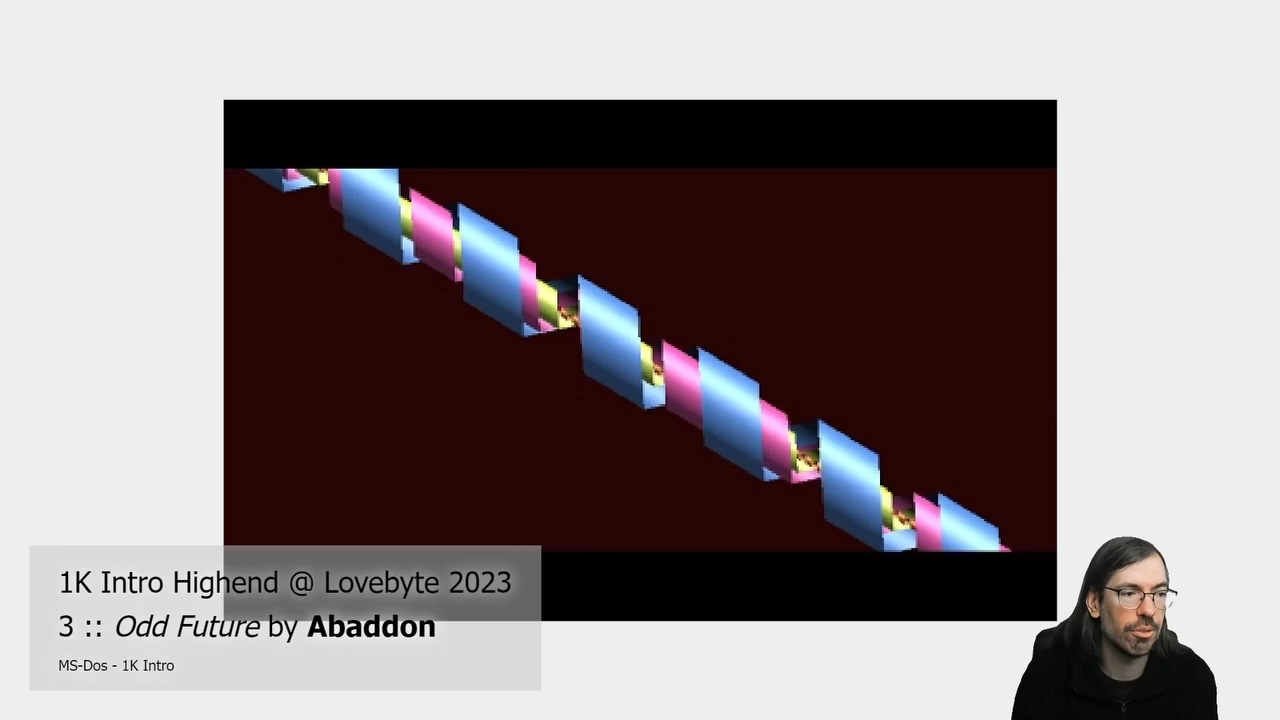 1K Intro Highend @ Lovebyte 2023
3 :: Odd Future by Abaddon
MS-Dos - 1K Intro